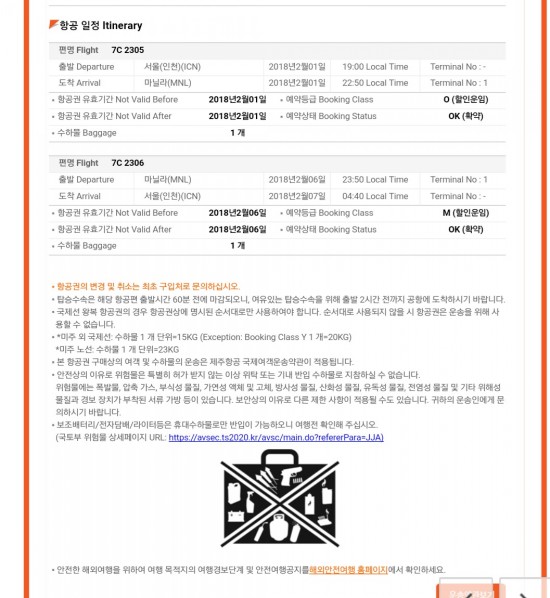 항공 일정 Itinerary
편명 Flight 7C 2305
출발 Departure 서울(인천)(ICN) 2018년2월01일 19:00 Local Time Terminal No : -
도착 Arrival 마닐라(MNL) 2018년2월01일 22:50 Local Time Terminal No : 1
• 항공권 유효기간 Not Valid Before 2018년2월01일 • 예약등급 Booking Class O (할인운임)
• 항공권 유효기간 Not Valid After 2018년2월01일 • 예약상태 Booking Status OK (확약)
• 수하물 Baggage 1 개
편명 Flight 7C 2306
출발 Departure 마닐라(MNL) 2018년2월06일 23:50 Local Time Terminal No : 1
도착 Arrival 서울(인천)(ICN) 2018년2월07일 04:40 Local Time Terminal No : -
• 항공권 유효기간 Not Valid Before 2018년2월06일 • 예약등급 Booking Class M (할인운임)
• 항공권 유효기간 Not Valid After 2018년2월06일 • 예약상태 Booking Status OK (확약)
• 수하물 Baggage 1 개
• 항공권의 변경 및 취소는 최초 구입처로 문의하십시오.
• 탑승수속은 해당 항공편 출발시간 60분 전에 마감되오니, 여유있는 탑승수속을 위해 출발 2시간 전까지 공항에 도착하시기 바랍니다.
• 국제선 왕복 항공권의 경우 항공권상에 명시된 순서대로만 사용하여야 합니다. 순서대로 사용되지 않을 시 항공권은 운송을 위해 사
용할 수 없습니다.
• *미주 외 국제선: 수하물 1 개 단위=15KG (Exception: Booking Class Y 1 개=20KG)
*미주 노선: 수하물 1 개 단위=23KG
• 본 항공권 구매상의 여객 및 수하물의 운송은 제주항공 국제여객운송약관이 적용됩니다.
• 안전상의 이유로 위험물은 특별히 허가 받지 않는 이상 위탁 또는 기내 반입 수하물로 지참하실 수 없습니다.
위험물에는 폭발물, 압축 가스, 부식성 물질, 가연성 액체 및 고체, 방사성 물질, 산화성 물질, 유독성 물질, 전염성 물질 및 기타 위해성
물질과 경보 장치가 부착된 서류 가방 등이 있습니다. 보안상의 이유로 다른 제한 사항이 적용될 수도 있습니다. 귀하의 운송인에게 문
의하시기 바랍니다.
• 보조배터리/전자담배/라이터등은 휴대수하물로만 반입이 가능하오니 여행전 확인해 주십시오.
(국토부 위험물 상세페이지 URL: https://avsec.ts2020.kr/avsc/main.do?refererPara=JJA)
• 안전한 해외여행을 위하여 여행 목적지의 여행경보단계 및 안전여행공지를해외안전여행 홈페이지에서 확인하세요.